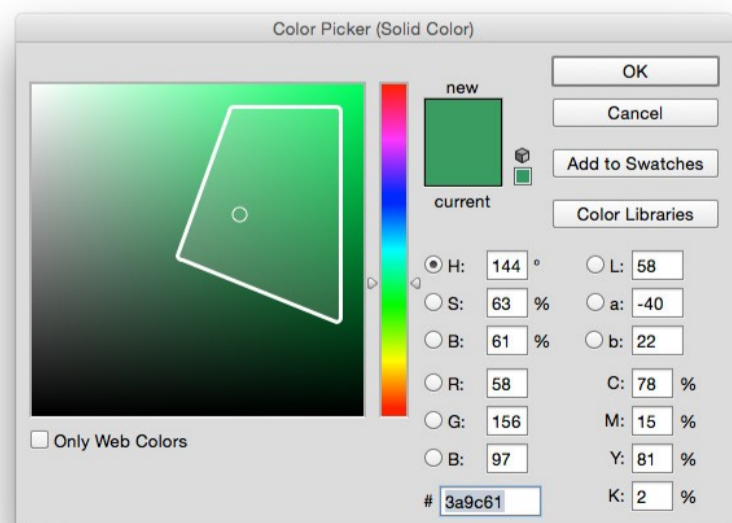 Color Picker (Solid Color)
new
current
OK
Cancel
Add to Swatches
Color Libraries
H: 144 °
S: 63 %
B: 61 %
R: 58
G: 156
B: 97
# 3a9c61
L: 58
a: -40
b: 22
C: 78 %
M: 15 %
Y: 81 %
K: 2 %
Only Web Colors